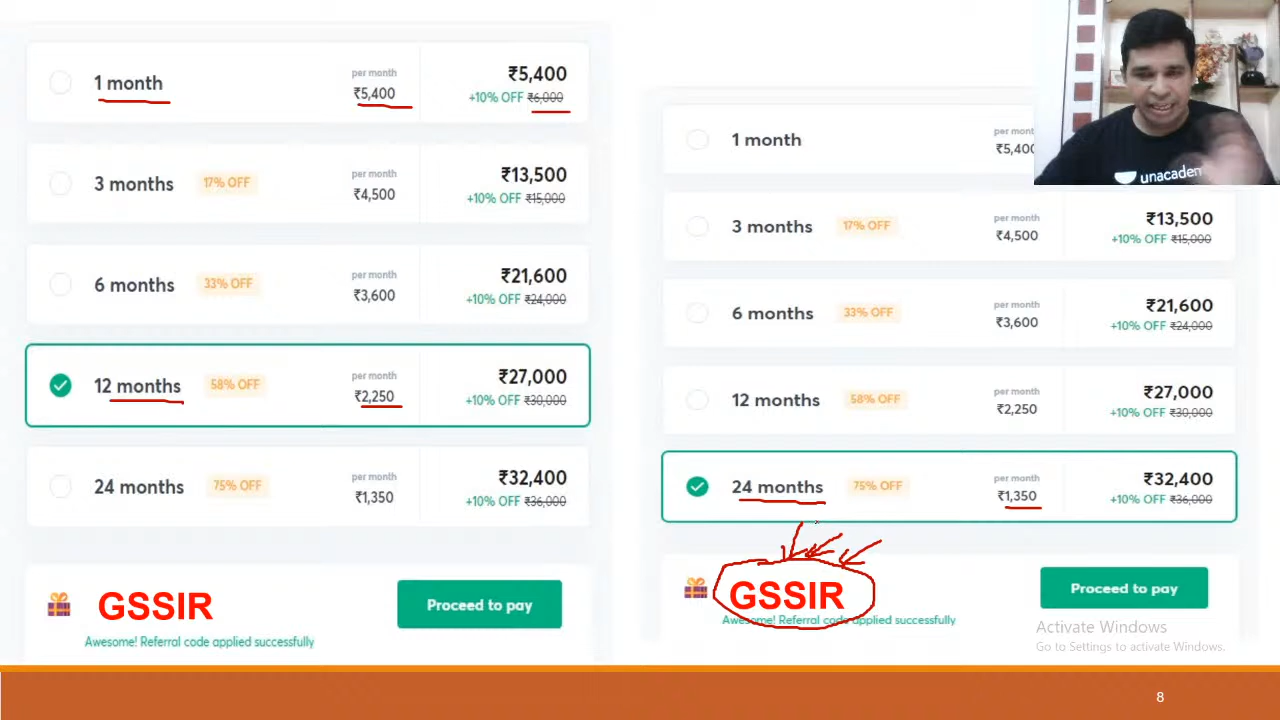 1 month
per month
₹5,400
₹5,400
+10% OFF ₹6,000
3 months 17% OFF
per month
₹4,500
₹13,500
+10% OFF ₹15,000
6 months 33% OFF
per month
₹3,600
₹21,600
+10% OFF ₹24,000
12 months 58% OFF
per month
₹2,250
₹27,000
+10% OFF ₹30,000
24 months 75% OFF
per month
₹1,350
₹32,400
+10% OFF ₹36,000
GSSIR
Awesome! Referral code applied successfully
Proceed to pay
1 month
per mont
₹5,400
3 months 17% OFF
per month
₹4,500
₹13,500
+10% OFF ₹15,000
6 months 33% OFF
per month
₹3,600
₹21,600
+10% OFF ₹24,000
12 months 58% OFF
per month
₹2,250
₹27,000
+10% OFF ₹30,000
24 months 75% OFF
per month
₹1,350
₹32,400
+10% OFF ₹36,000
GSSIR
Awesome! Referral code applied successfully
Proceed to pay
Activate Windows
Go to Settings to activate Windows.
8
unacadem